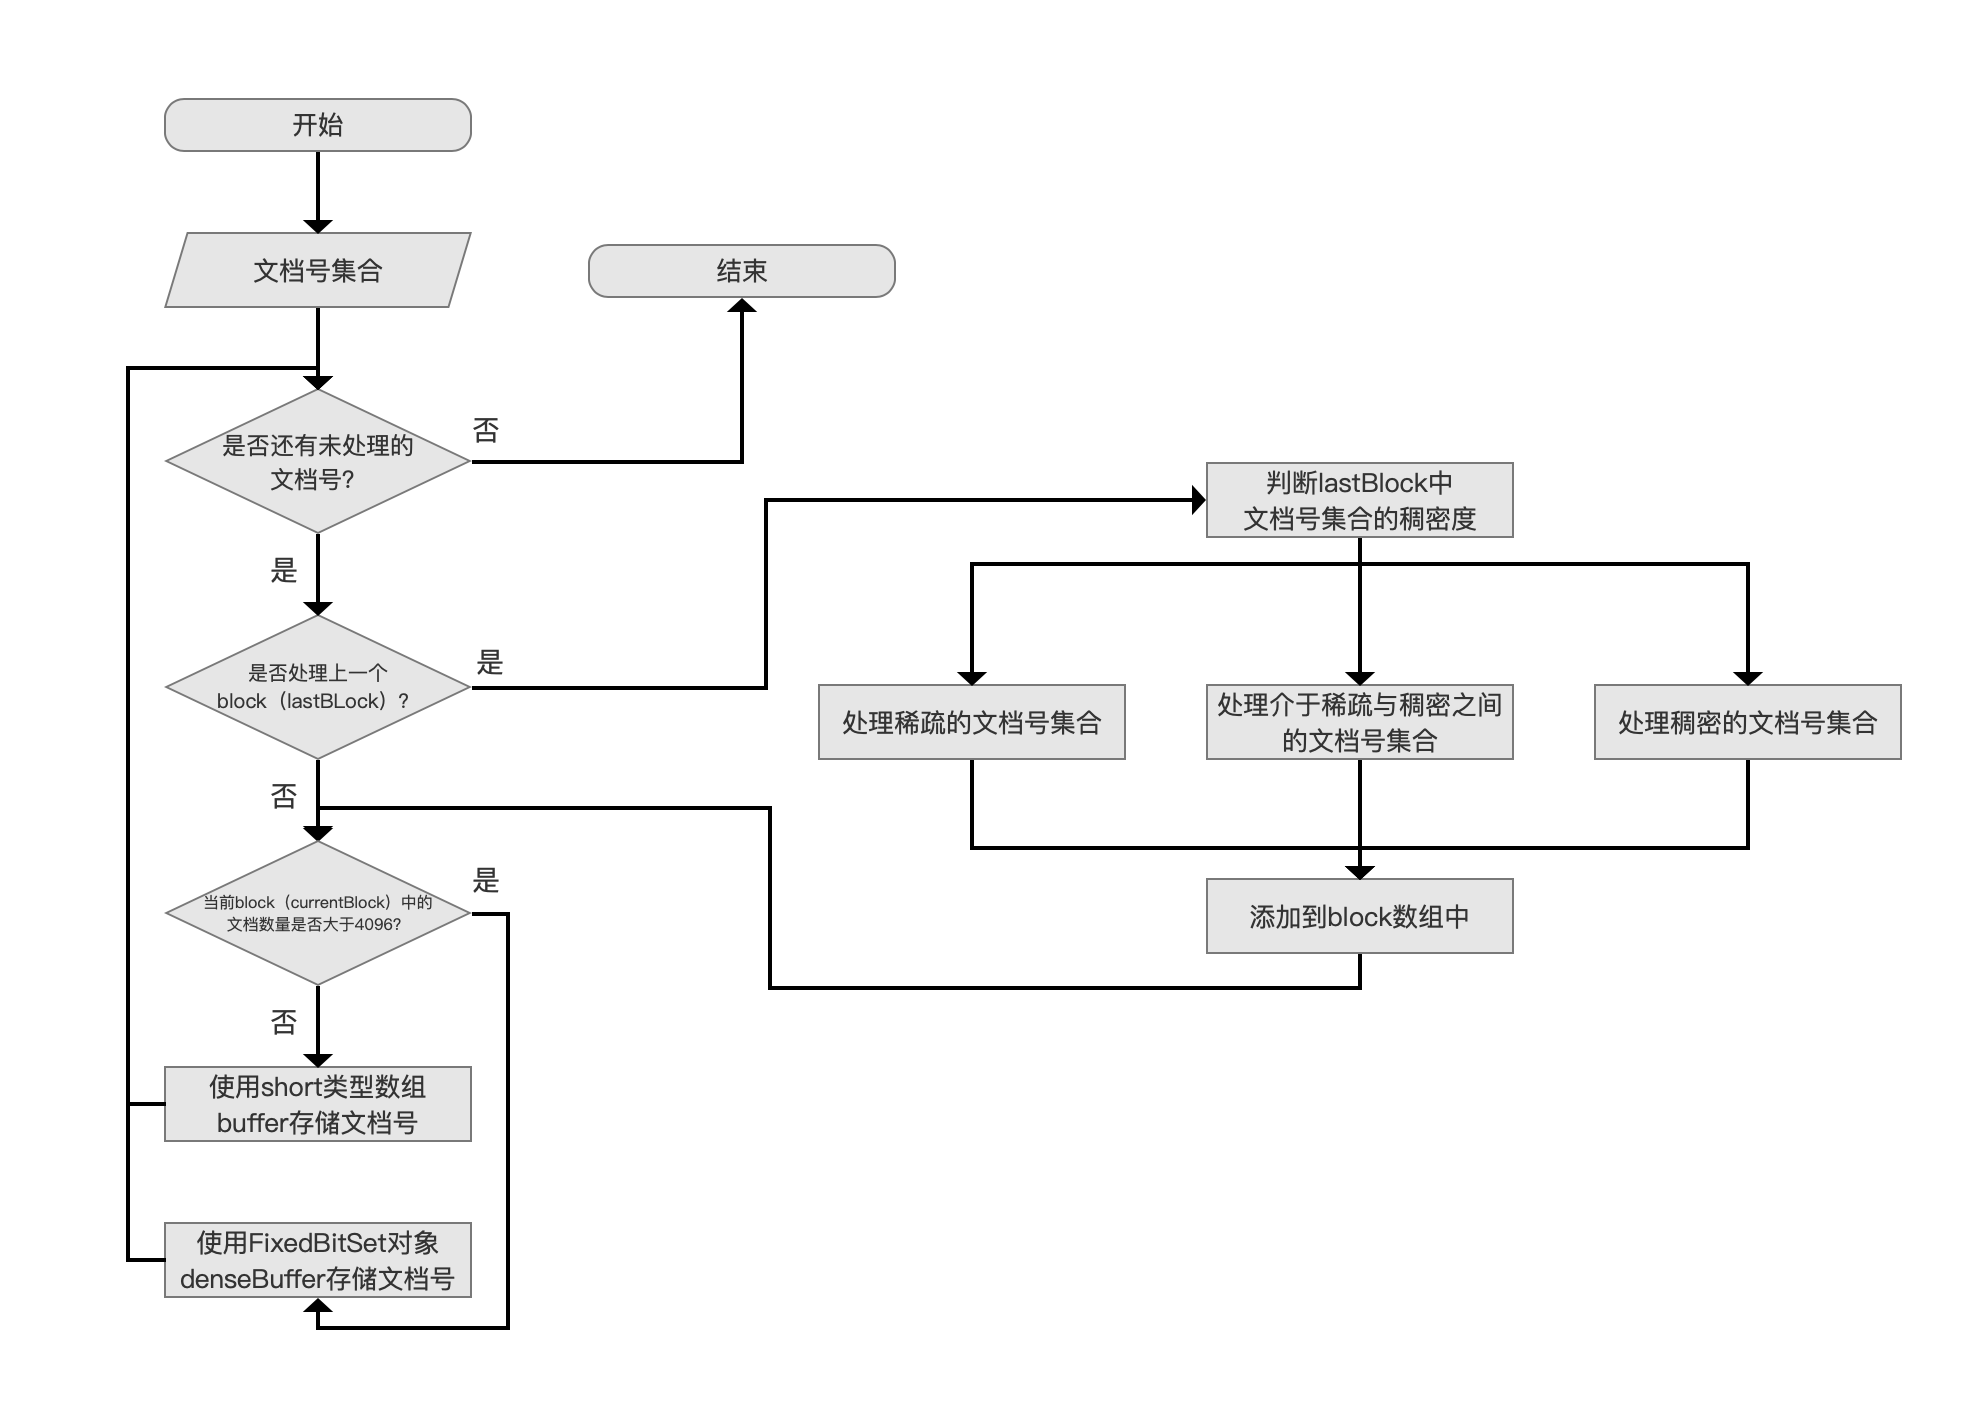 开始
文档号集合
结束
是否还有未处理的
文档号?
否
是
是否处理上一个
block（lastBLock）?
是
否
判断lastBlock中
文档号集合的稠密度
处理稀疏的文档号集合
处理介于稀疏与稠密之间
的文档号集合
处理稠密的文档号集合
添加到block数组中
当前block（currentBlock）中的
文档数量是否大于4096?
是
否
使用short类型数组
buffer存储文档号
使用FixedBitSet对象
denseBuffer存储文档号